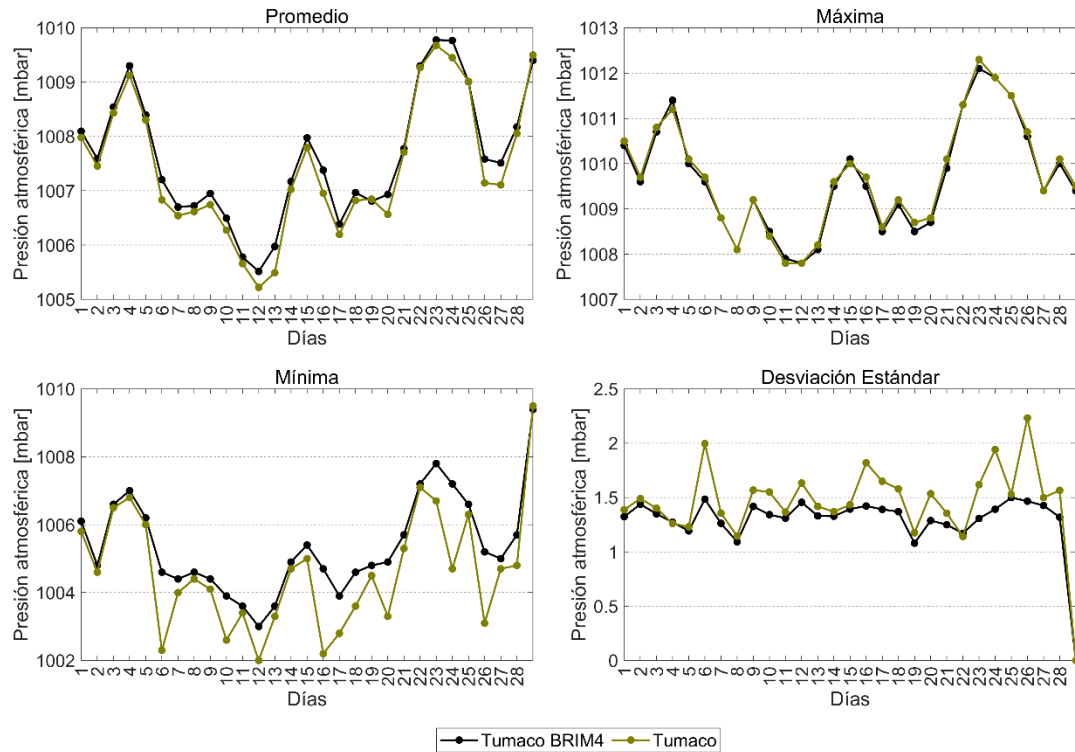 Promedio
Presión atmosférica [mbar]
1010
1009
1008
1007
1006
1005
1 2 3 4 5 6 7 8 9 10 11 12 13 14 15 16 17 18 19 20 21 22 23 24 25 26 27 28
Días
Máxima
Presión atmosférica [mbar]
1013
1012
1011
1010
1009
1008
1007
1 2 3 4 5 6 7 8 9 10 11 12 13 14 15 16 17 18 19 20 21 22 23 24 25 26 27 28
Días
Mínima
Presión atmosférica [mbar]
1010
1008
1006
1004
1002
1 2 3 4 5 6 7 8 9 10 11 12 13 14 15 16 17 18 19 20 21 22 23 24 25 26 27 28
Días
Desviación Estándar
Presión atmosférica [mbar]
2.5
2
1.5
1
0.5
0
1 2 3 4 5 6 7 8 9 10 11 12 13 14 15 16 17 18 19 20 21 22 23 24 25 26 27 28
Días
Tumaco BRIM4 Tumaco